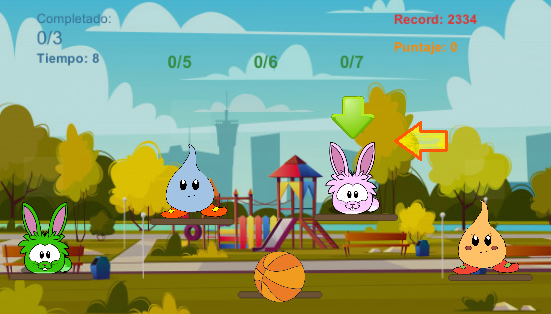 Completado:
0/3
Tiempo: 8
0/5
0/6
0/7
Record: 2334
Puntaje: 0